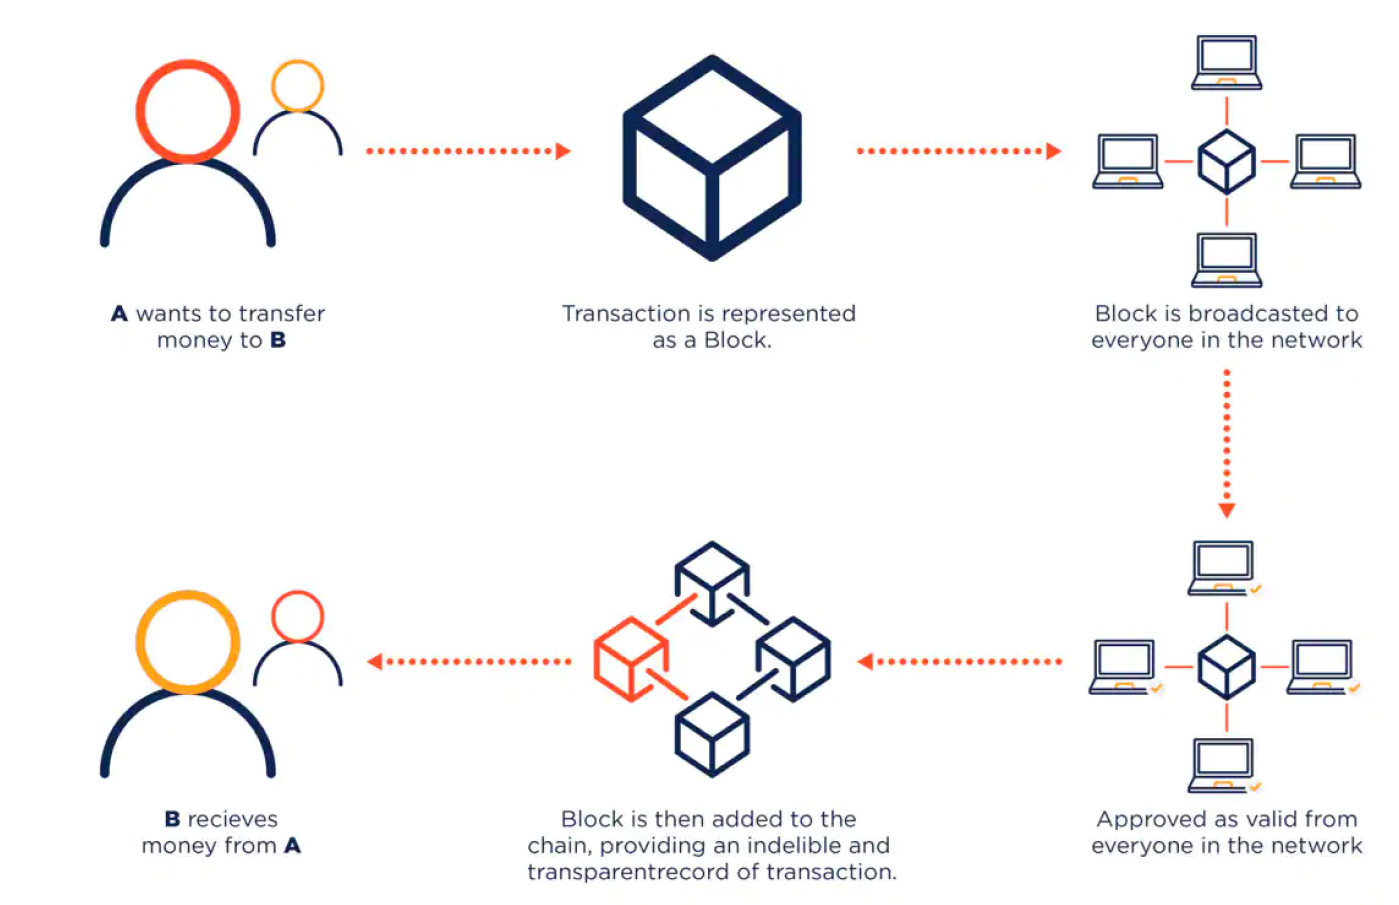 A wants to transfer
money to B
Transaction is represented
as a Block.
Block is broadcasted to
everyone in the network
B recieves
money from A
Block is then added to the
chain, providing an indelible and
transparentrecord of transaction.
Approved as valid from
everyone in the network